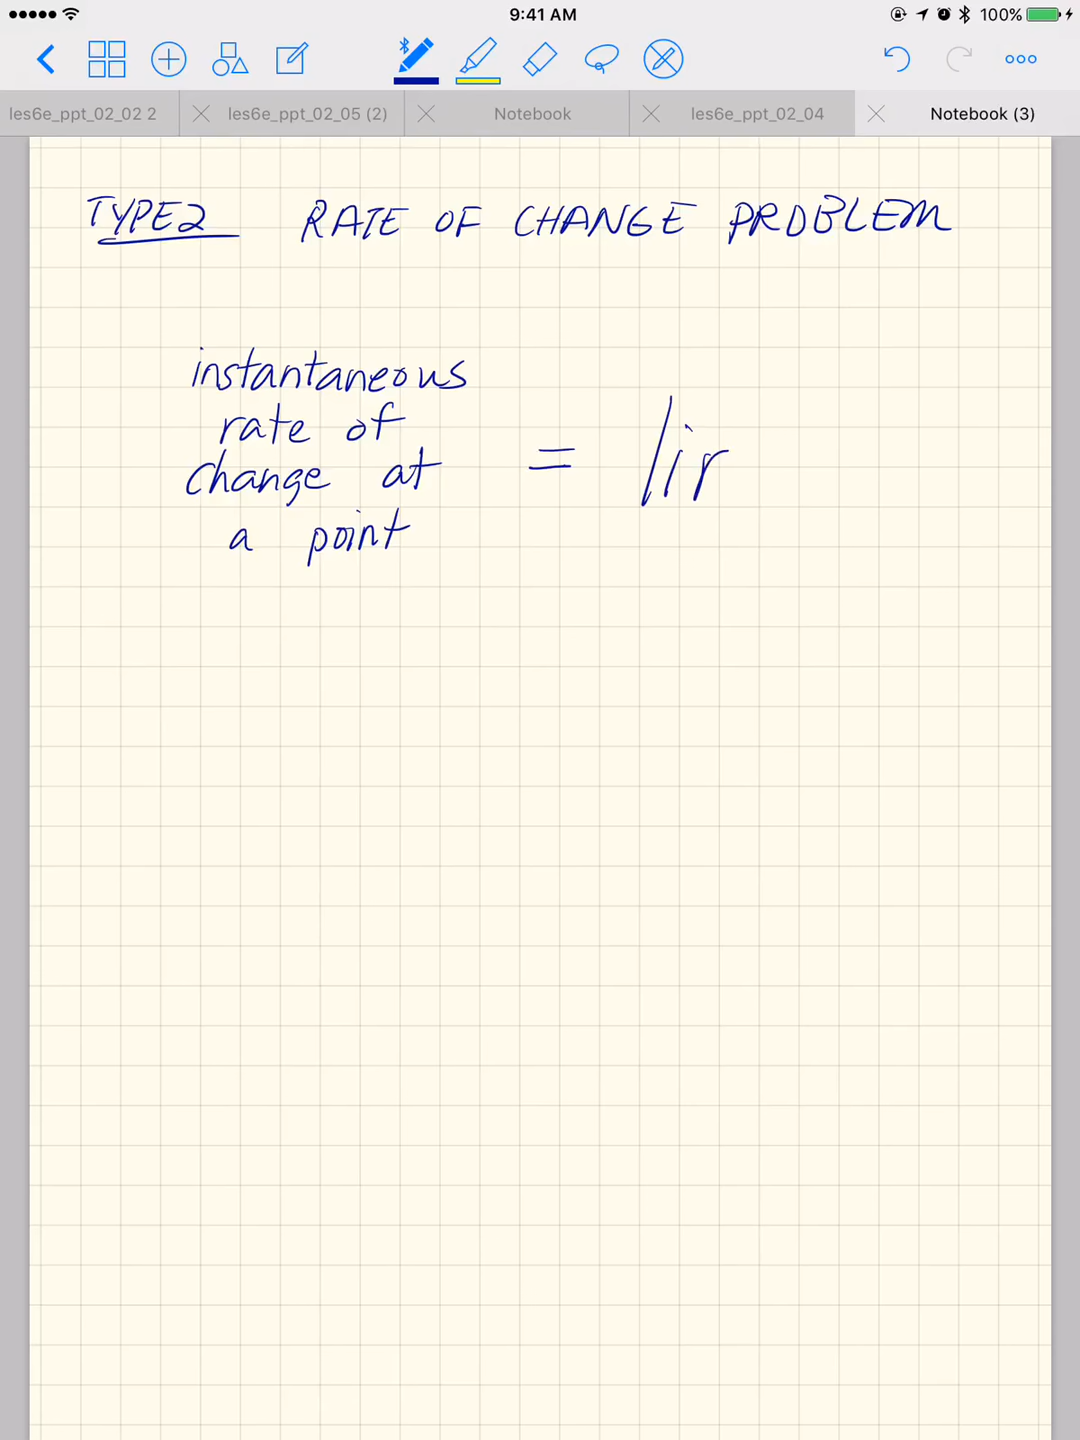 9:41 AM 100%
les6e_ppt_02_02 2 les6e_ppt_02_05 (2) Notebook les6e_ppt_02_04 Notebook (3)
TYPE2 RATE OF CHANGE PROBLEM
instantaneous
rate of
change at = lir
a point